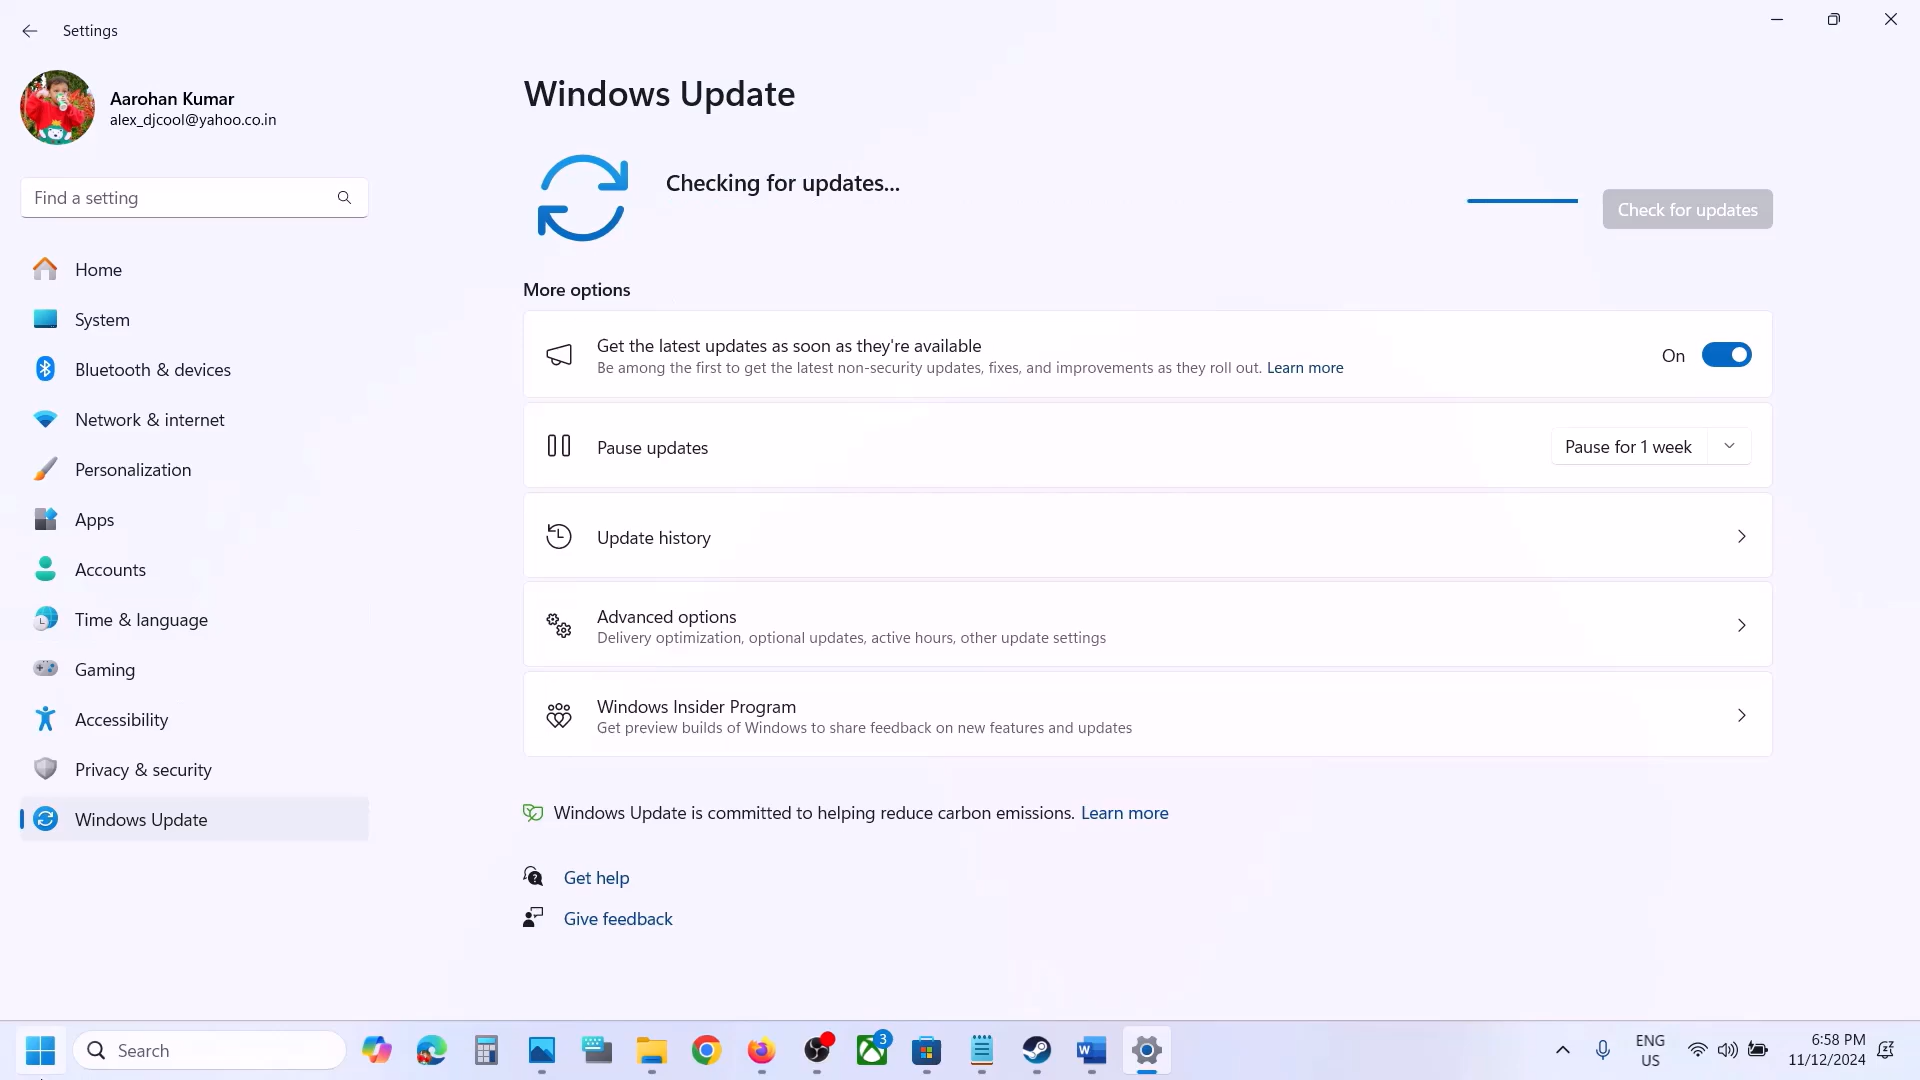 Settings
Aarohan Kumar
alex_djcool@yahoo.co.in
Find a setting
Home
System
Bluetooth & devices
Network & internet
Personalization
Apps
Accounts
Time & language
Gaming
Accessibility
Privacy & security
Windows Update
Windows Update
Checking for updates...
Check for updates
More options
Get the latest updates as soon as they're available
Be among the first to get the latest non-security updates, fixes, and improvements as they roll out. Learn more
On
Pause updates
Pause for 1 week
Update history
Advanced options
Delivery optimization, optional updates, active hours, other update settings
Windows Insider Program
Get preview builds of Windows to share feedback on new features and updates
Windows Update is committed to helping reduce carbon emissions. Learn more
Get help
Give feedback
Search
3
ENG
US
6:58 PM
11/12/2024